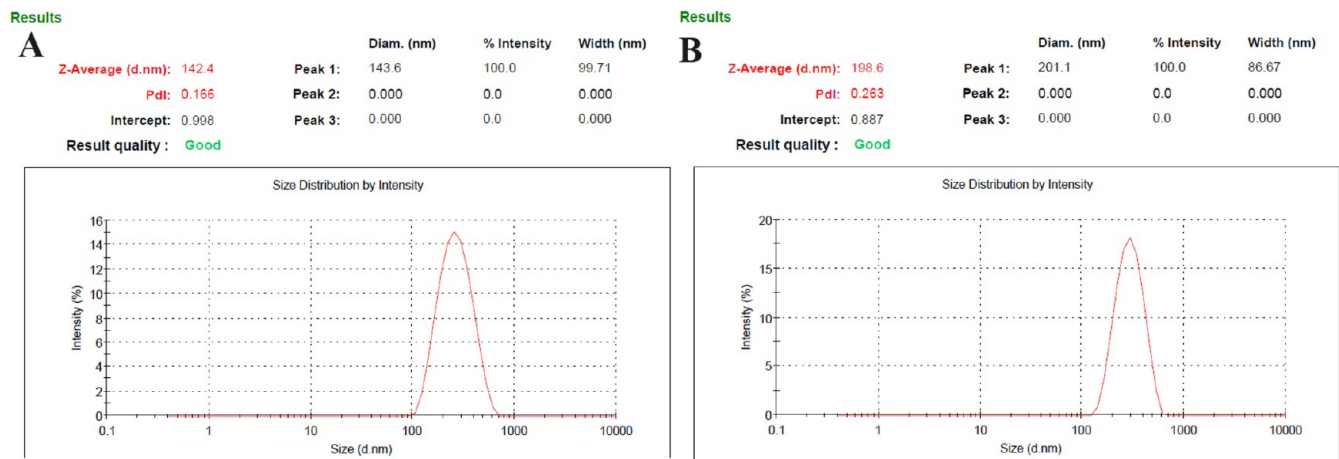 Results
A
Diam. (nm) % Intensity Width (nm)
Z-Average (d.nm): 142.4 Peak 1: 143.6 100.0 99.71
PdI: 0.166 Peak 2: 0.000 0.0 0.000
Intercept: 0.998 Peak 3: 0.000 0.0 0.000
Result quality : Good
Size Distribution by Intensity
16
14
12
10
8
6
4
2
0
Intensity (%)
0.1 1 10 100 1000 10000
Size (d.nm)
Results
B
Diam. (nm) % Intensity Width (nm)
Z-Average (d.nm): 198.6 Peak 1: 201.1 100.0 86.67
PdI: 0.263 Peak 2: 0.000 0.0 0.000
Intercept: 0.887 Peak 3: 0.000 0.0 0.000
Result quality : Good
Size Distribution by Intensity
20
15
10
5
0
Intensity (%)
0.1 1 10 100 1000 10000
Size (d.nm)